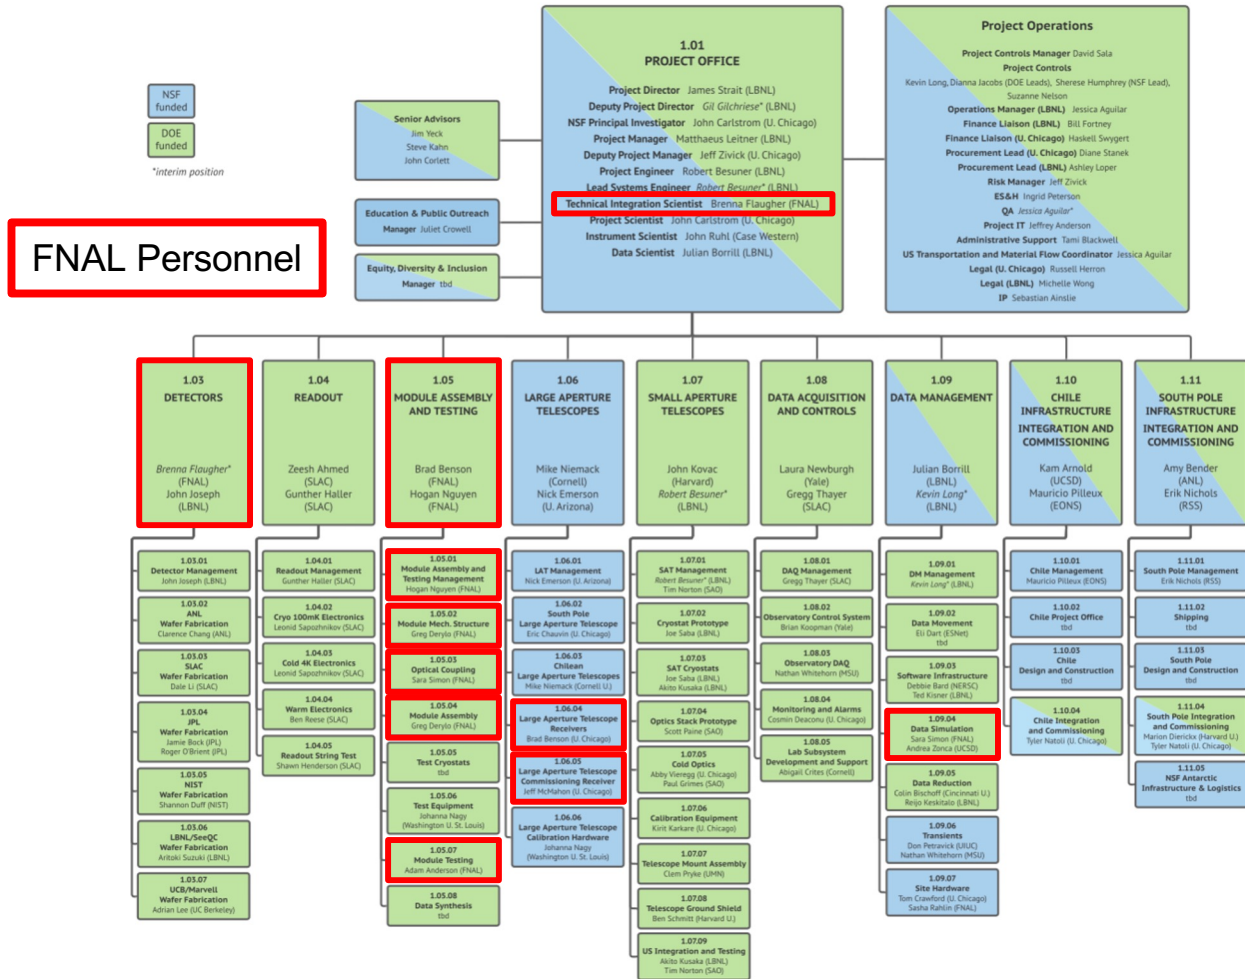 NSF
funded
DOE
funded
*interim position
FNAL Personnel
Senior Advisors
Jim Yeck
Steve Kahn
John Corlett
Education & Public Outreach
Manager Juliet Crowell
Equity, Diversity & Inclusion
Manager tbd
1.01
PROJECT OFFICE
Project Director James Strait (LBNL)
Deputy Project Director Gil Gilchriese* (LBNL)
NSF Principal Investigator John Carlstrom (U. Chicago)
Project Manager Matthaeus Leitner (LBNL)
Deputy Project Manager Jeff Zivick (U. Chicago)
Project Engineer Robert Besuner (LBNL)
Lead Systems Engineer Robert Besuner* (LBNL)
Technical Integration Scientist Brenna Flaugher (FNAL)
Project Scientist John Carlstrom (U. Chicago)
Instrument Scientist John Ruhl (Case Western)
Data Scientist Julian Borrill (LBNL)
Project Operations
Project Controls Manager David Sala
Project Controls
Kevin Long, Dianna Jacobs (DOE Leads), Sherese Humphrey (NSF Lead),
Suzanne Nelson
Operations Manager (LBNL) Jessica Aguilar
Finance Liaison (LBNL) Bill Fortney
Finance Liaison (U. Chicago) Haskell Swygert
Procurement Lead (U. Chicago) Diane Stanek
Procurement Lead (LBNL) Ashley Loper
Risk Manager Jeff Zivick
ES&H Ingrid Peterson
QA Jessica Aguilar*
Project IT Jeffrey Anderson
Administrative Support Tami Blackwell
US Transportation and Material Flow Coordinator Jessica Aguilar
Legal (U. Chicago) Russell Herron
Legal (LBNL) Michelle Wong
IP Sebastian Ainslie
1.03
DETECTORS
Brenna Flaugher*
(FNAL)
John Joseph
(LBNL)
1.04
READOUT
Zeesh Ahmed
(SLAC)
Gunther Haller
(SLAC)
1.05
MODULE ASSEMBLY
AND TESTING
Brad Benson
(FNAL)
Hogan Nguyen
(FNAL)
1.06
LARGE APERTURE
TELESCOPES
Mike Niemack
(Cornell)
Nick Emerson
(U. Arizona)
1.07
SMALL APERTURE
TELESCOPES
John Kovac
(Harvard)
Robert Besuner*
(LBNL)
1.08
DATA ACQUISITION
AND CONTROLS
Laura Newburgh
(Yale)
Gregg Thayer
(SLAC)
1.09
DATA MANAGEMENT
Julian Borrill
(LBNL)
Kevin Long*
(LBNL)
1.10
CHILE
INFRASTRUCTURE
INTEGRATION AND
COMMISSIONING
Kam Arnold
(UCSD)
Mauricio Pilleux
(EONS)
1.11
SOUTH POLE
INFRASTRUCTURE
INTEGRATION AND
COMMISSIONING
Amy Bender
(ANL)
Erik Nichols
(RSS)
1.03.01
Detector Management
John Joseph (LBNL)
1.03.02
ANL
Wafer Fabrication
Clarence Chang (ANL)
1.03.03
SLAC
Wafer Fabrication
Dale Li (SLAC)
1.03.04
JPL
Wafer Fabrication
Jamie Bock (JPL)
Roger O'Brient (JPL)
1.03.05
NIST
Wafer Fabrication
Shannon Duff (NIST)
1.03.06
LBNL/SeeQC
Wafer Fabrication
Aritoki Suzuki (LBNL)
1.03.07
UCB/Marvell
Wafer Fabrication
Adrian Lee (UC Berkeley)
1.04.01
Readout Management
Gunther Haller (SLAC)
1.04.02
Cryo 100mK Electronics
Leonid Sapozhnikov (SLAC)
1.04.03
Cold 4K Electronics
Leonid Sapozhnikov (SLAC)
1.04.04
Warm Electronics
Ben Reese (SLAC)
1.04.05
Readout String Test
Shawn Henderson (SLAC)
1.05.01
Module Assembly and
Testing Management
Hogan Nguyen (FNAL)
1.05.02
Module Mech. Structure
Greg Derylo (FNAL)
1.05.03
Optical Coupling
Sara Simon (FNAL)
1.05.04
Module Assembly
Greg Derylo (FNAL)
1.05.05
Test Cryostats
tbd
1.05.06
Test Equipment
Johanna Nagy
(Washington U. St. Louis)
1.05.07
Module Testing
Adam Anderson (FNAL)
1.05.08
Data Synthesis
tbd
1.06.01
LAT Management
Nick Emerson (U. Arizona)
1.06.02
South Pole
Large Aperture Telescope
Eric Chauvin (U. Chicago)
1.06.03
Chilean
Large Aperture Telescopes
Mike Niemack (Cornell U.)
1.06.04
Large Aperture Telescope
Receivers
Brad Benson (U. Chicago)
1.06.05
Large Aperture Telescope
Commissioning Receiver
Jeff McMahon (U. Chicago)
1.06.06
Large Aperture Telescope
Calibration Hardware
Johanna Nagy
(Washington U. St. Louis)
1.07.01
SAT Management
Robert Besuner* (LBNL)
Tim Norton (SAO)
1.07.02
Cryostat Prototype
Joe Saba (LBNL)
1.07.03
SAT Cryostats
Joe Saba (LBNL)
Akito Kusaka (LBNL)
1.07.04
Optics Stack Prototype
Scott Paine (SAO)
1.07.05
Cold Optics
Abby Vieregg (U. Chicago)
Paul Grimes (SAO)
1.07.06
Calibration Equipment
Kirit Karkare (U. Chicago)
1.07.07
Telescope Mount Assembly
Clem Pryke (UMN)
1.07.08
Telescope Ground Shield
Ben Schmitt (Harvard U.)
1.07.09
US Integration and Testing
Akito Kusaka (LBNL)
Tim Norton (SAO)
1.08.01
DAQ Management
Gregg Thayer (SLAC)
1.08.02
Observatory Control System
Brian Koopman (Yale)
1.08.03
Observatory DAQ
Nathan Whitehorn (MSU)
1.08.04
Monitoring and Alarms
Cosmin Deaconu (U. Chicago)
1.08.05
Lab Subsystem
Development and Support
Abigail Crites (Cornell)
1.09.01
DM Management
Kevin Long* (LBNL)
1.09.02
Data Movement
Eli Dart (ESNet)
tbd
1.09.03
Software Infrastructure
Debbie Bard (NERSC)
Ted Kisner (LBNL)
1.09.04
Data Simulation
Sara Simon (FNAL)
Andrea Zonca (UCSD)
1.09.05
Data Reduction
Colin Bischoff (Cincinnati U.)
Reijo Keskitalo (LBNL)
1.09.06
Transients
Don Petravick (UIUC)
Nathan Whitehorn (MSU)
1.09.07
Site Hardware
Tom Crawford (U. Chicago)
Sasha Rahlin (FNAL)
1.10.01
Chile Management
Mauricio Pilleux (EONS)
1.10.02
Chile Project Office
tbd
1.10.03
Chile
Design and Construction
tbd
1.10.04
Chile Integration
and Commissioning
Tyler Natoli (U. Chicago)
1.11.01
South Pole Management
Erik Nichols (RSS)
1.11.02
Shipping
tbd
1.11.03
South Pole
Design and Construction
tbd
1.11.04
South Pole Integration
and Commissioning
Marion Dierickx (Harvard U.)
Tyler Natoli (U. Chicago)
1.11.05
NSF Antarctic
Infrastructure & Logistics
tbd